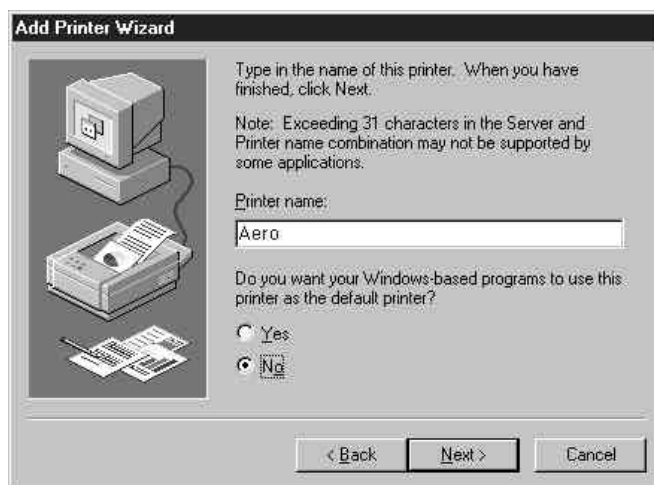 Add Printer Wizard
Type in the name of this printer.  When you have
finished, click Next.
Note:  Exceeding 31 characters in the Server and
Printer name combination may not be supported by
some applications.
Printer name:
Aero
Do you want your Windows-based programs to use this
printer as the default printer?
Yes
No
< Back
Next >
Cancel